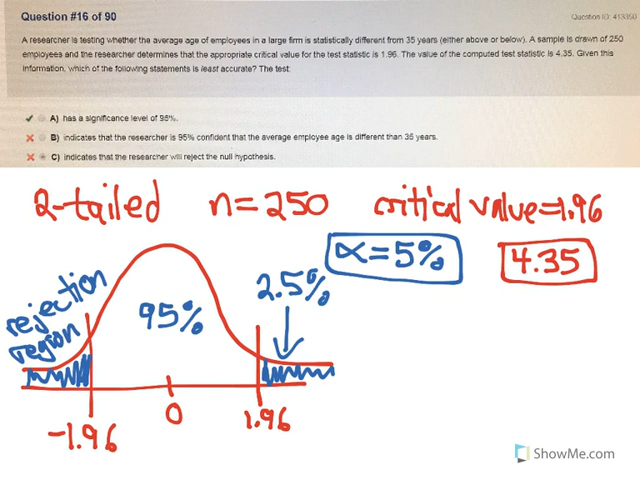 Question #16 of 90
Question ID: 413350
A researcher is testing whether the average age of employees in a large firm is statistically different from 35 years (either above or below). A sample is drawn of 250
employees and the researcher determines that the appropriate critical value for the test statistic is 1.96. The value of the computed test statistic is 4.35. Given this
information, which of the following statements is least accurate? The test:
A) has a significance level of 95%.
B) indicates that the researcher is 95% confident that the average employee age is different than 35 years.
C) indicates that the researcher will reject the null hypothesis.
2-tailed n=250 critical value=1.96
α=5% 4.35
rejection
region
95%
2.5%
-1.96 0 1.96
ShowMe.com